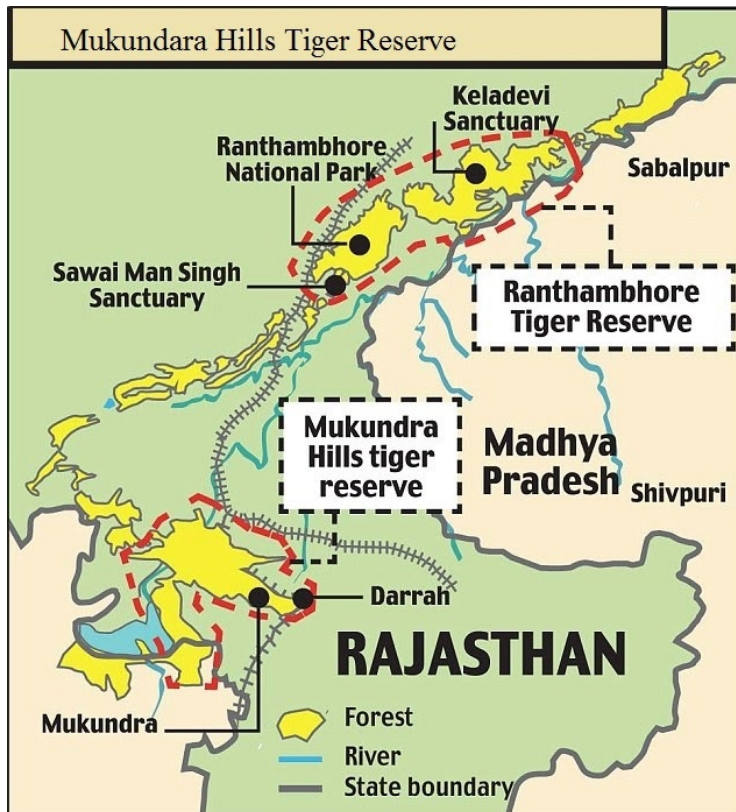 Mukundara Hills Tiger Reserve
Keladevi
Sanctuary
Ranthambhore
National Park
Sabalpur
Sawai Man Singh
Sanctuary
Ranthambhore
Tiger Reserve
Mukundra
Hills tiger
reserve
Madhya
Pradesh
Shivpuri
Darrah
RAJASTHAN
Mukundra
Forest
River
State boundary